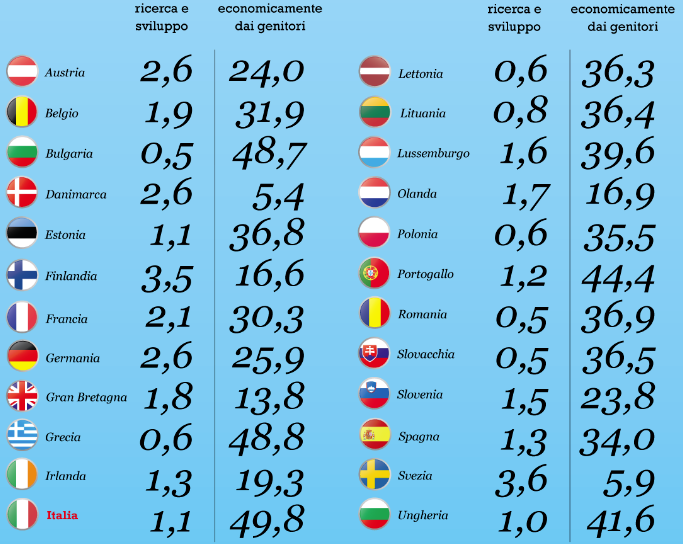 ricerca e economicamente
sviluppo dai genitori
ricerca e economicamente
sviluppo dai genitori
Austria 2,6 24,0
Belgio 1,9 31,9
Bulgaria 0,5 48,7
Danimarca 2,6 5,4
Estonia 1,1 36,8
Finlandia 3,5 16,6
Francia 2,1 30,3
Germania 2,6 25,9
Gran Bretagna 1,8 13,8
Grecia 0,6 48,8
Irlanda 1,3 19,3
Italia 1,1 49,8
Lettonia 0,6 36,3
Lituania 0,8 36,4
Lussemburgo 1,6 39,6
Olanda 1,7 16,9
Polonia 0,6 35,5
Portogallo 1,2 44,4
Romania 0,5 36,9
Slovacchia 0,5 36,5
Slovenia 1,5 23,8
Spagna 1,3 34,0
Svezia 3,6 5,9
Ungheria 1,0 41,6